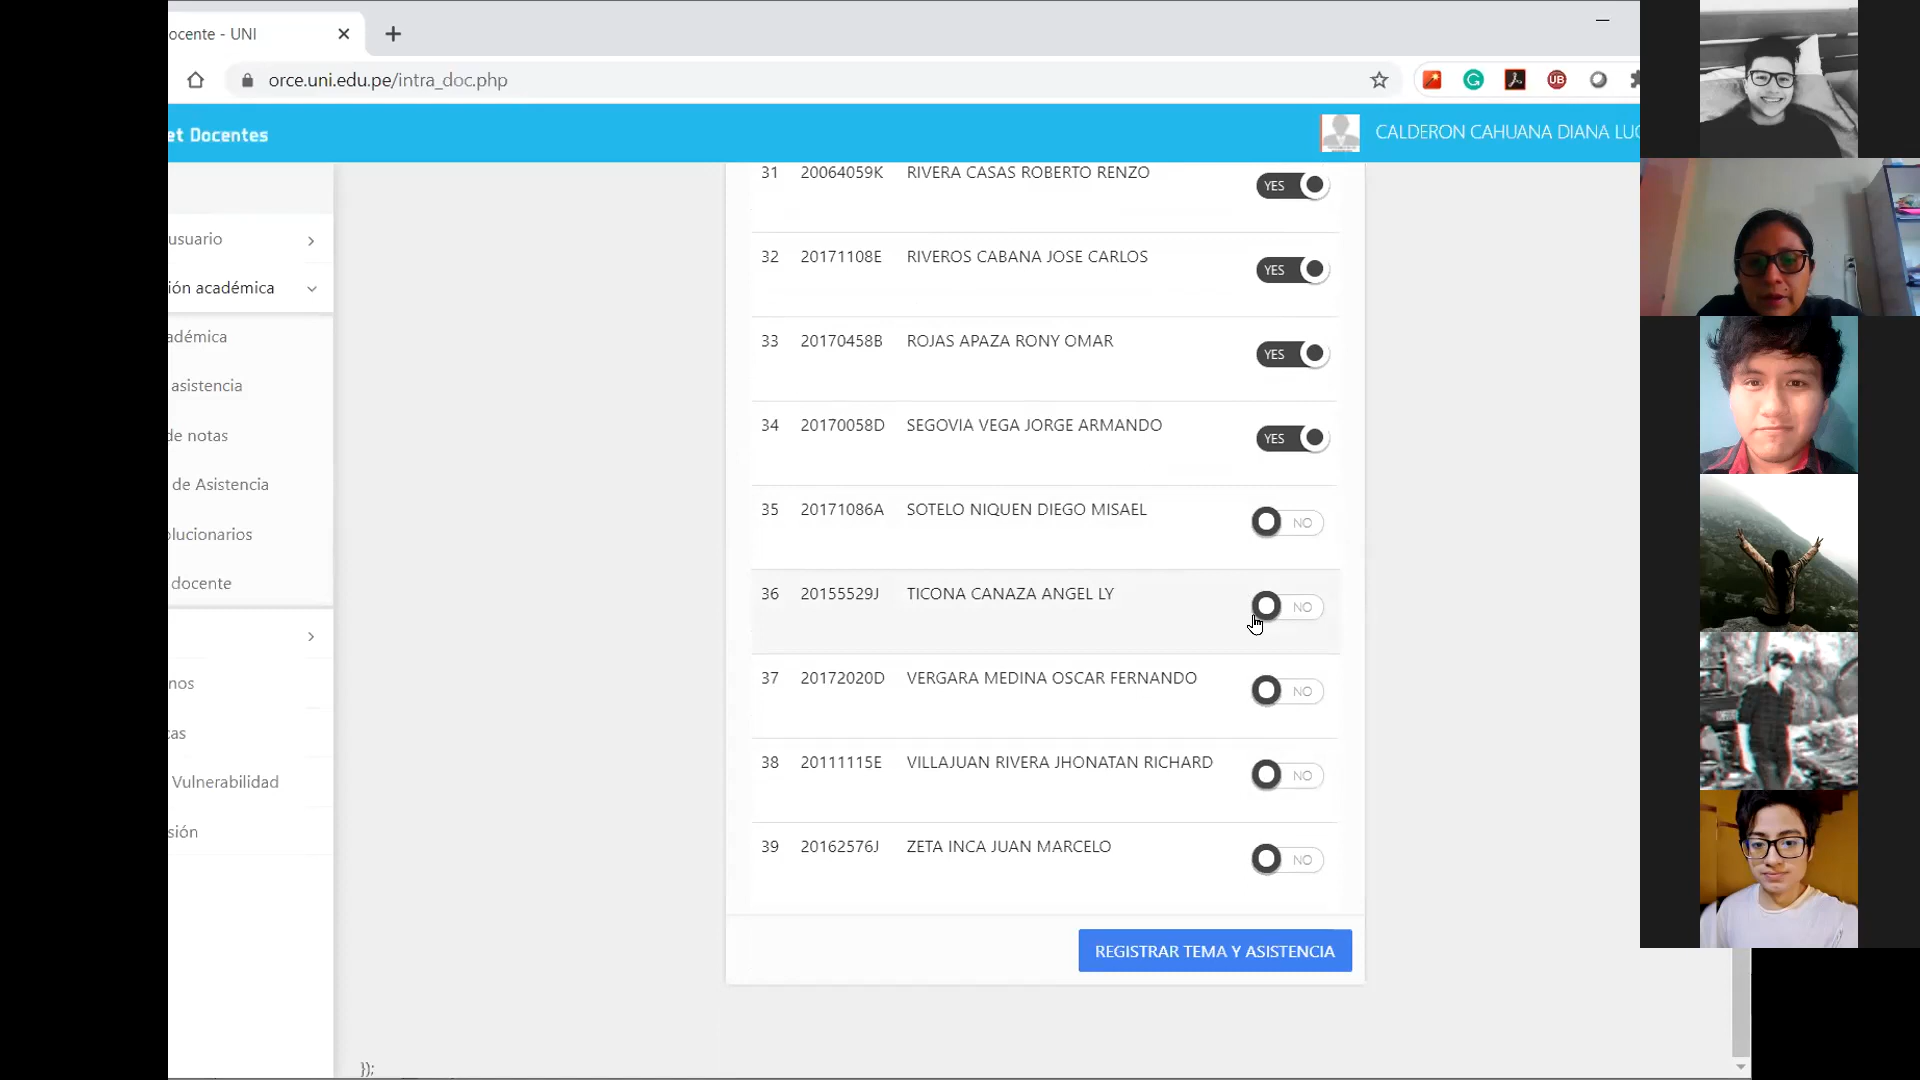 ocente - UNI
orce.uni.edu.pe/intra_doc.php
et Docentes
CALDERON CAHUANA DIANA LUC
usuario
ión académica
adémica
asistencia
de notas
de Asistencia
olucionarios
docente
nos
cas
Vulnerabilidad
sión
31 20064059K RIVERA CASAS ROBERTO RENZO YES
32 20171108E RIVEROS CABANA JOSE CARLOS YES
33 20170458B ROJAS APAZA RONY OMAR YES
34 20170058D SEGOVIA VEGA JORGE ARMANDO YES
35 20171086A SOTELO NIQUEN DIEGO MISAEL NO
36 20155529J TICONA CANAZA ANGEL LY NO
37 20172020D VERGARA MEDINA OSCAR FERNANDO NO
38 20111115E VILLAJUAN RIVERA JHONATAN RICHARD NO
39 20162576J ZETA INCA JUAN MARCELO NO
REGISTRAR TEMA Y ASISTENCIA
});